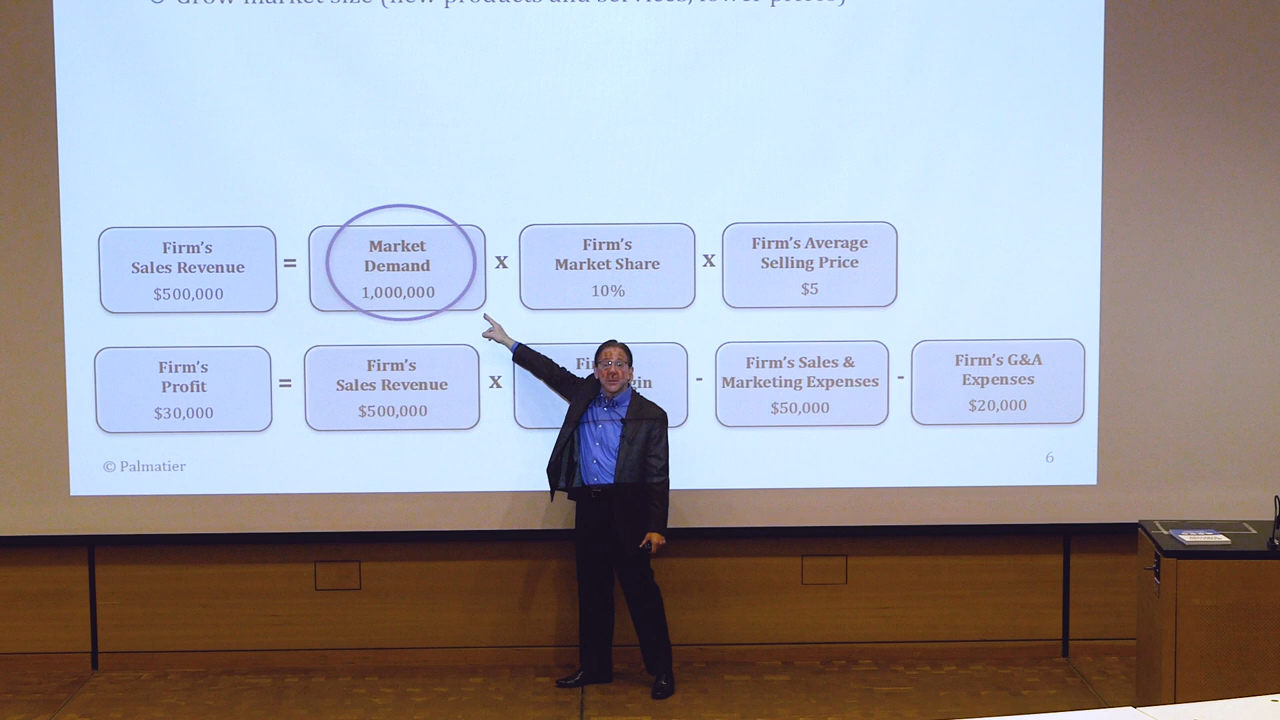 Grow market size (new products and services, lower prices)
Firm's
Sales Revenue
$500,000
=
Market
Demand
1,000,000
x
Firm's
Market Share
10%
x
Firm's Average
Selling Price
$5
Firm's
Profit
$30,000
=
Firm's
Sales Revenue
$500,000
x
-
Firm's Sales &
Marketing Expenses
$50,000
-
Firm's G&A
Expenses
$20,000
© Palmatier
6